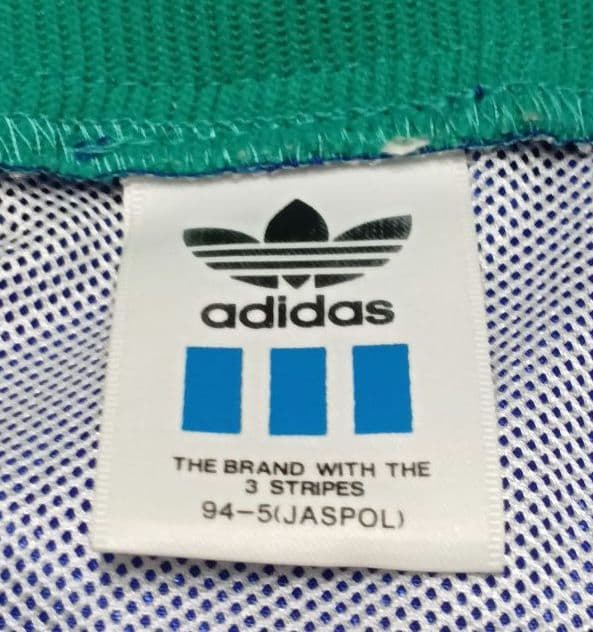 adidas
THE BRAND WITH THE
3 STRIPES
94-5(JASPOL)